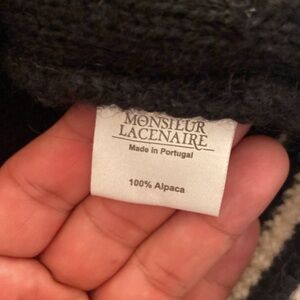 MONSIEUR
LACENAIRE
Made in Portugal
100% Alpaca